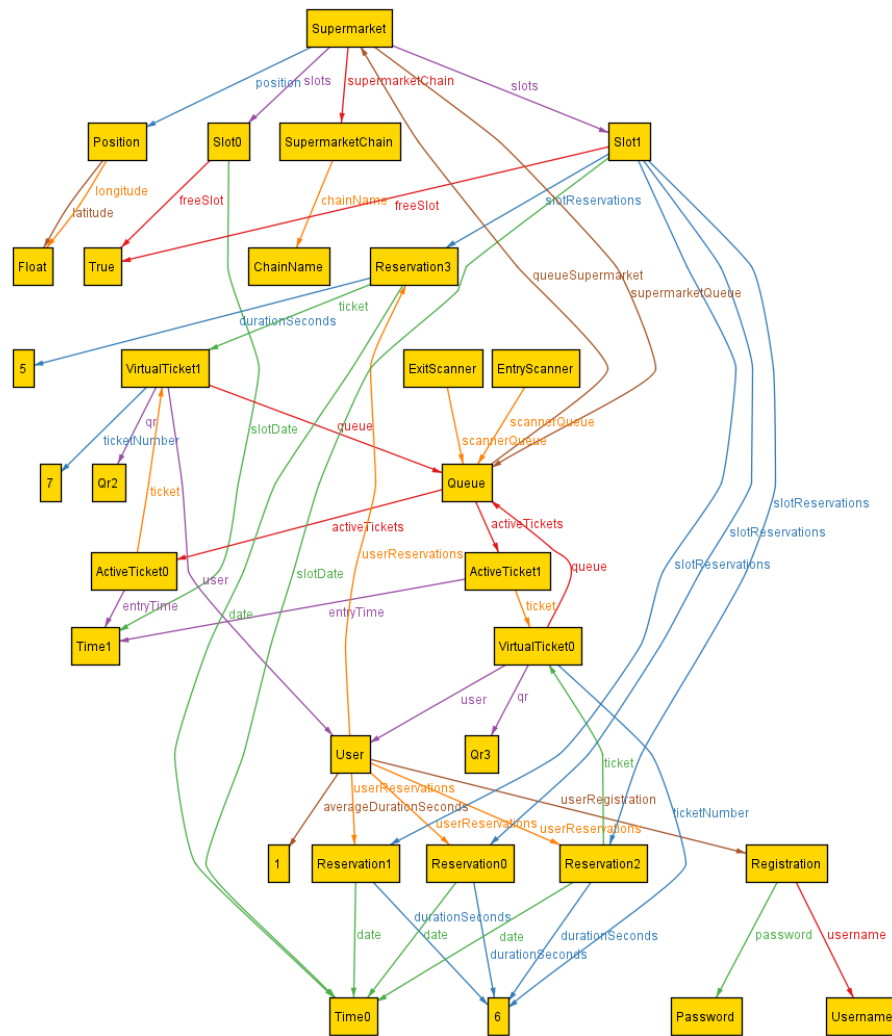 Supermarket
position
slots
supermarketChain
slots
Position
Slot0
SupermarketChain
Slot1
longitude
latitude
freeSlot
chainName
freeSlot
slotReservations
Float
True
ChainName
Reservation3
queueSupermarket
supermarketQueue
ticket
durationSeconds
5
VirtualTicket1
ExitScanner
EntryScanner
qr
ticketNumber
slotDate
queue
scannerQueue
scannerQueue
7
Qr2
Queue
slotReservations
ticket
activeTickets
activeTickets
slotReservations
userReservations
slotReservations
ActiveTicket0
user
slotDate
ActiveTicket1
queue
entryTime
date
entryTime
ticket
Time1
VirtualTicket0
user
qr
User
Qr3
ticket
userReservations
averageDurationSeconds
userReservations
userReservations
userRegistration
ticketNumber
1
Reservation1
Reservation0
Reservation2
Registration
durationSeconds
date
date
date
durationSeconds
durationSeconds
password
username
Time0
6
Password
Username